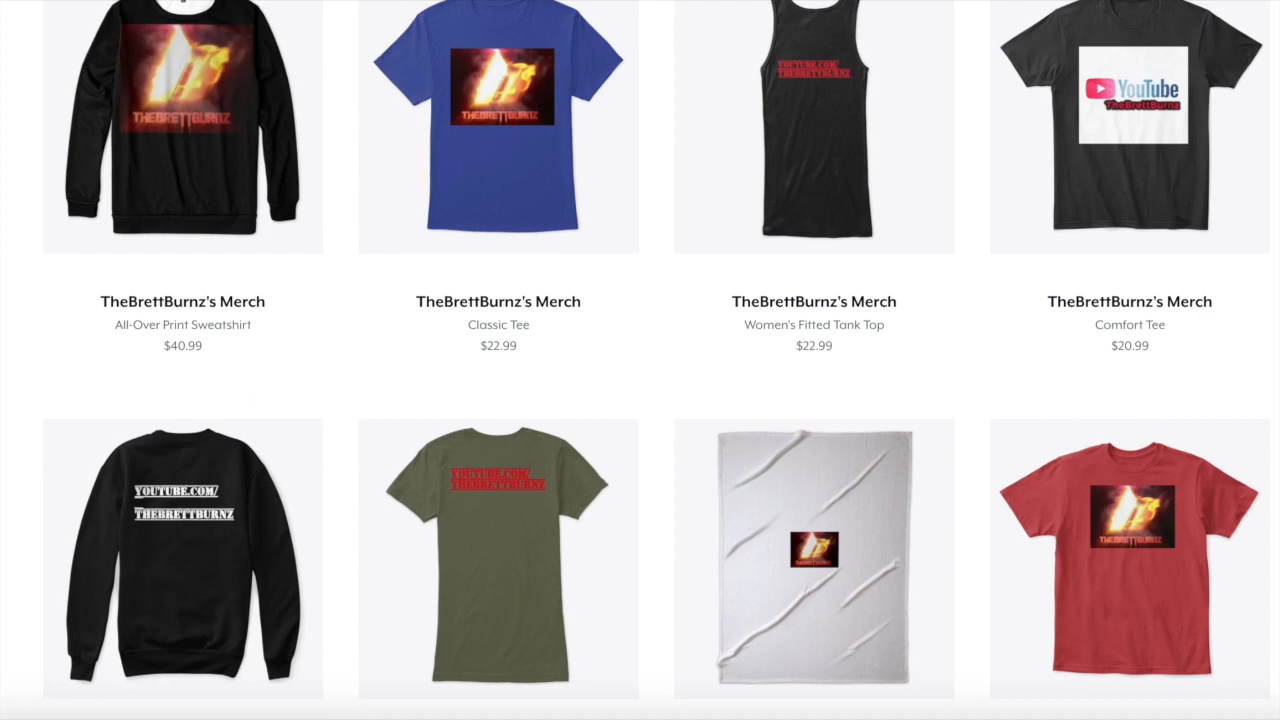 THEBRETTBURNZ
THEBRETTBURNZ
YOUTUBE.COM/
THEBRETTBURNZ
YouTube
TheBrettBurnz
TheBrettBurnz's Merch
All-Over Print Sweatshirt
$40.99
TheBrettBurnz's Merch
Classic Tee
$22.99
TheBrettBurnz's Merch
Women's Fitted Tank Top
$22.99
TheBrettBurnz's Merch
Comfort Tee
$20.99
YOUTUBE.COM/
THEBRETTBURNZ
YOUTUBE.COM/
THEBRETTBURNZ
THEBRETTBURNZ
THEBRETTBURNZ